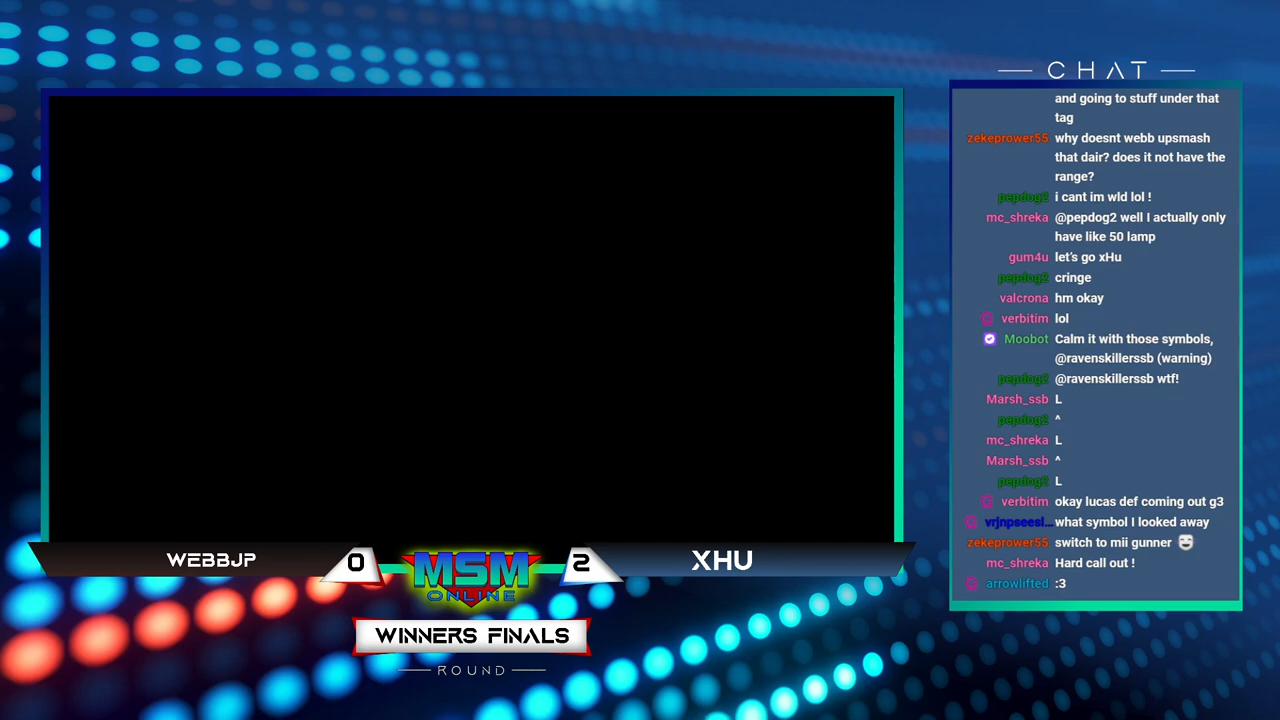 CHAT
and going to stuff under that
tag
zekeprower55 why doesnt webb upsmash
that dair? does it not have the
range?
pepdog2 i cant im wld lol !
mc_shreka @pepdog2 well I actually only
have like 50 lamp
gum4u let's go xHu
pepdog2 cringe
valcrona hm okay
verbitim lol
Moobot Calm it with those symbols,
@ravenskillerssb (warning)
pepdog2 @ravenskillerssb wtf!
Marsh_ssb L
pepdog2 ^
mc_shreka L
Marsh_ssb ^
pepdog2 L
verbitim okay lucas def coming out g3
vrjnpseesl... what symbol I looked away
zekeprower55 switch to mii gunner
mc_shreka Hard call out !
arrowlifted :3
WEBBJP 0 MSM 2 XHU
ONLINE
WINNERS FINALS
ROUND